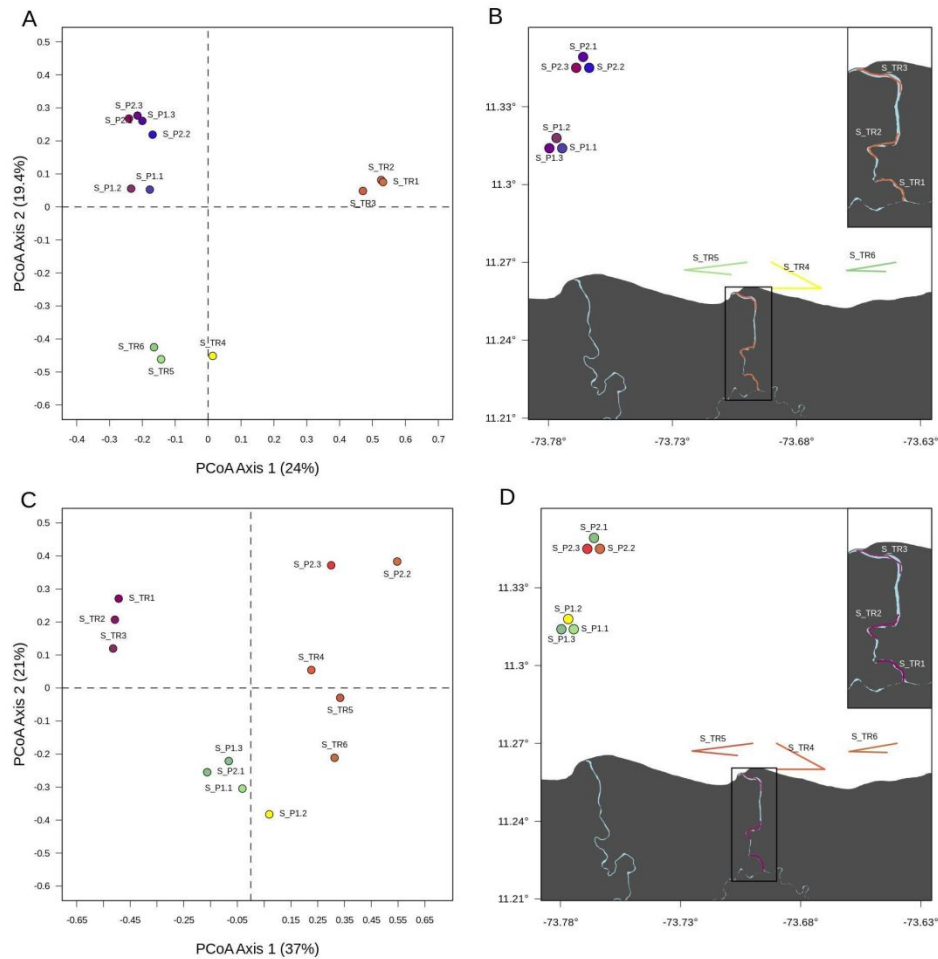 A
0.5
0.4
0.3
0.2
0.1
0
-0.1
-0.2
-0.3
-0.4
-0.5
-0.6
PCoA Axis 2 (19.4%)
S_P2.3
S_P1.3
S_P2.2
S_P1.1
S_P1.2
S_TR2
S_TR1
S_TR3
S_TR6
S_TR4
S_TR5
-0.4 -0.3 -0.2 -0.1 0 0.1 0.2 0.3 0.4 0.5 0.6 0.7
PCoA Axis 1 (24%)
B
S_P2.1
S_P2.3 S_P2.2
S_P1.2
S_P1.1
S_P1.3
11.33°
11.3°
11.27°
11.24°
11.21°
S_TR5
S_TR4
S_TR6
S_TR3
S_TR2
S_TR1
-73.78° -73.73° -73.68° -73.63°
C
0.5
0.4
0.3
0.2
0.1
0
-0.1
-0.2
-0.3
-0.4
-0.5
-0.6
PCoA Axis 2 (21%)
S_P2.3
S_P2.2
S_TR1
S_TR2
S_TR3
S_TR4
S_TR5
S_TR6
S_P1.3
S_P2.1
S_P1.1
S_P1.2
-0.65 -0.45 -0.25 -0.05 0.05 0.15 0.25 0.35 0.45 0.55 0.65
PCoA Axis 1 (37%)
D
S_P2.1
S_P2.3 S_P2.2
S_P1.2
S_P1.1
S_P1.3
11.33°
11.3°
11.27°
11.24°
11.21°
S_TR5
S_TR4
S_TR6
S_TR3
S_TR2
S_TR1
-73.78° -73.73° -73.68° -73.63°